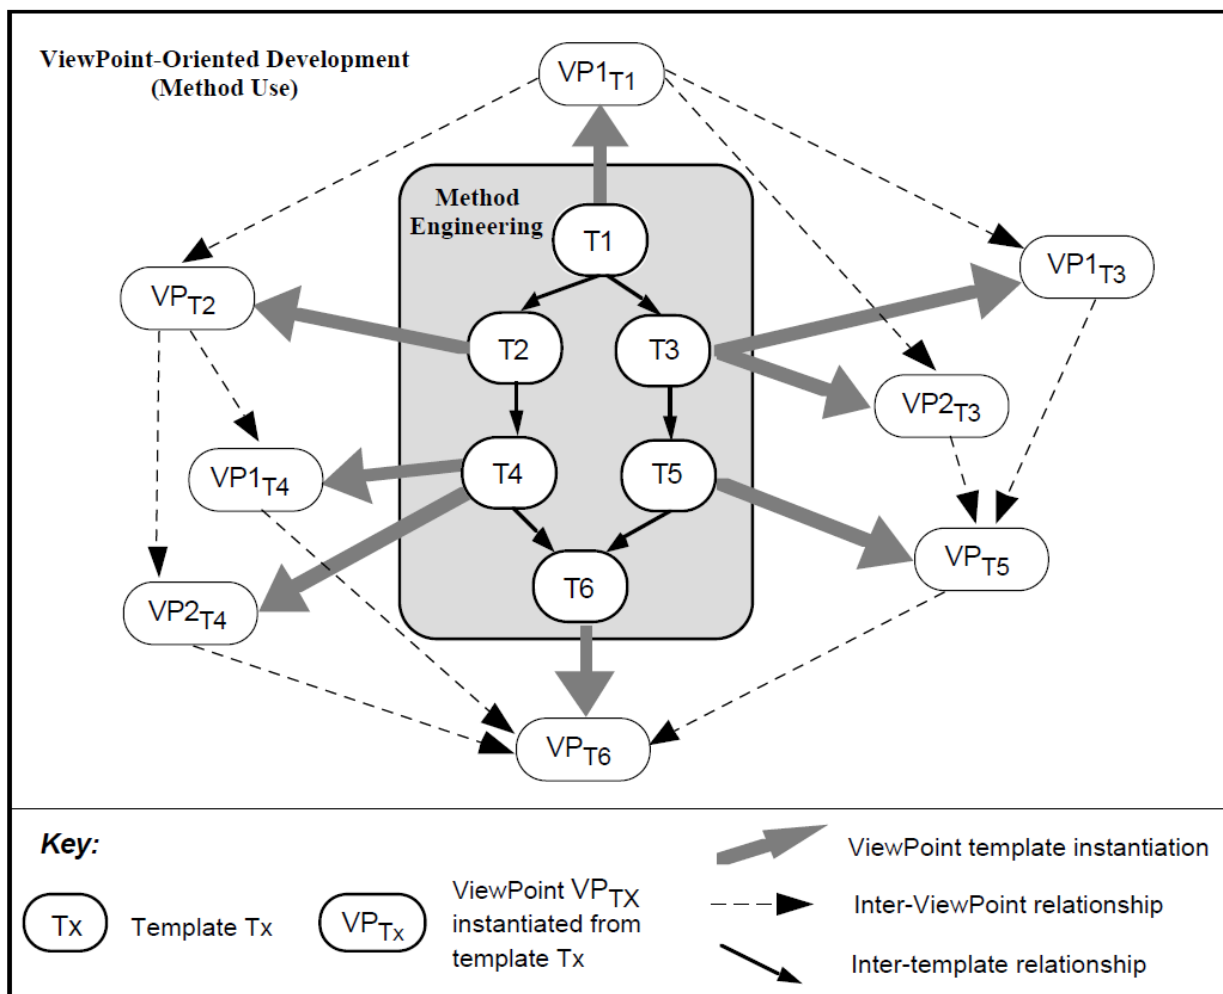 ViewPoint-Oriented Development
(Method Use)
VP1T1
Method
Engineering
T1
VPT2
VP1T3
T2
T3
VP2T3
VP1T4
T4
T5
VPT5
T6
VP2T4
VPT6
Key:
Tx
Template Tx
VPTx
ViewPoint VPTX
instantiated from
template Tx
ViewPoint template instantiation
Inter-ViewPoint relationship
Inter-template relationship